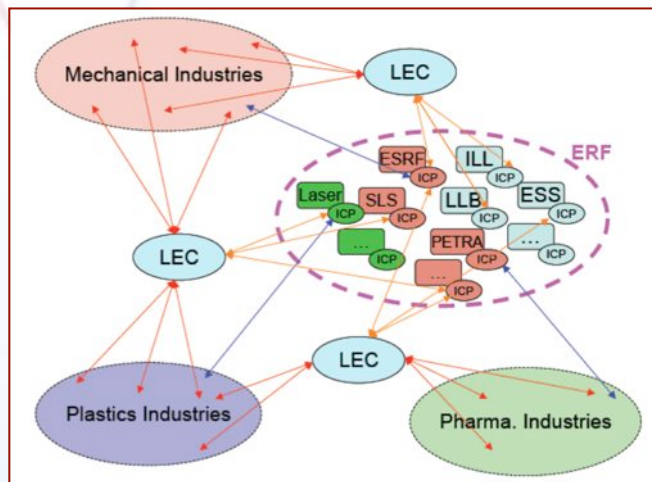 Mechanical Industries
LEC
ERF
ESRF
ICP
ILL
ICP
Laser
ICP
SLS
ICP
LLB
ICP
ESS
ICP
...
ICP
PETRA
ICP
...
ICP
...
ICP
LEC
LEC
Plastics Industries
Pharma. Industries